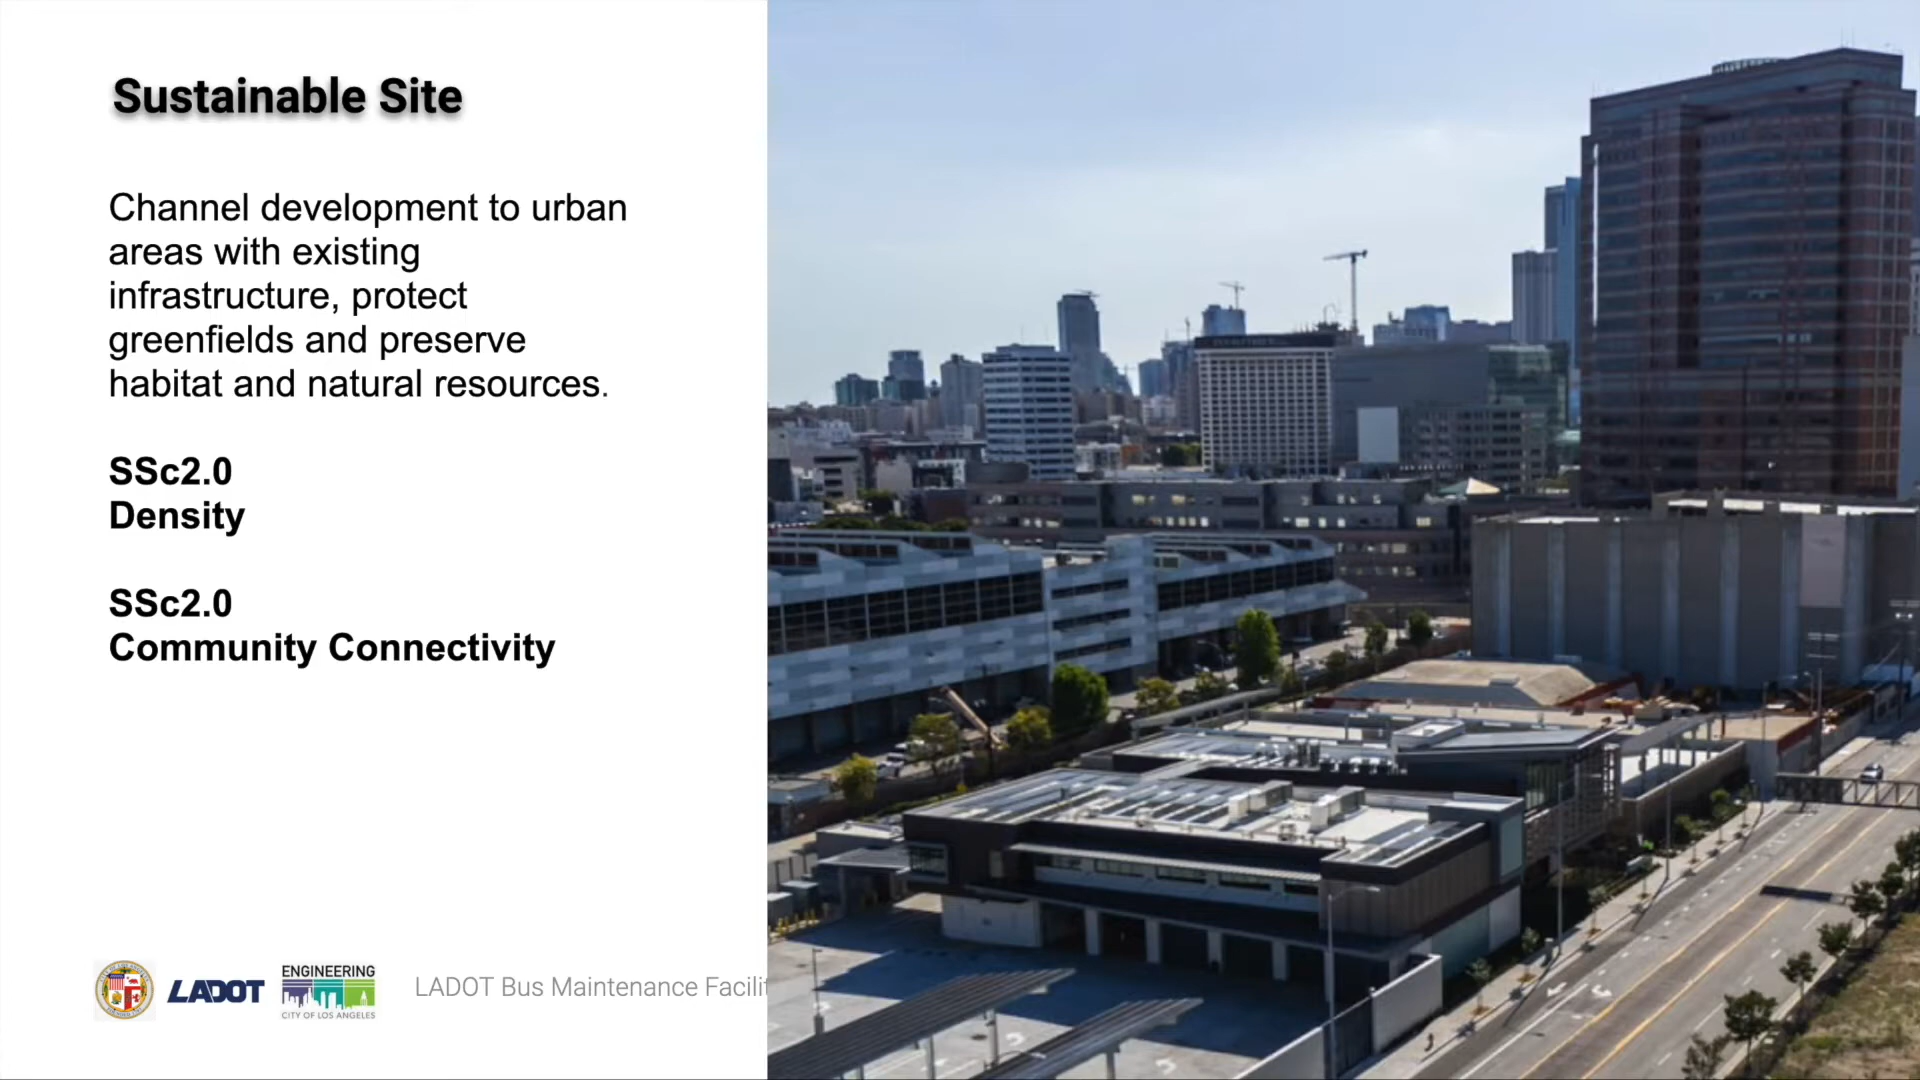 Sustainable Site
Channel development to urban
areas with existing
infrastructure, protect
greenfields and preserve
habitat and natural resources.
SSc2.0
Density
SSc2.0
Community Connectivity
LADOT
ENGINEERING
CITY OF LOS ANGELES
LADOT Bus Maintenance Facilit